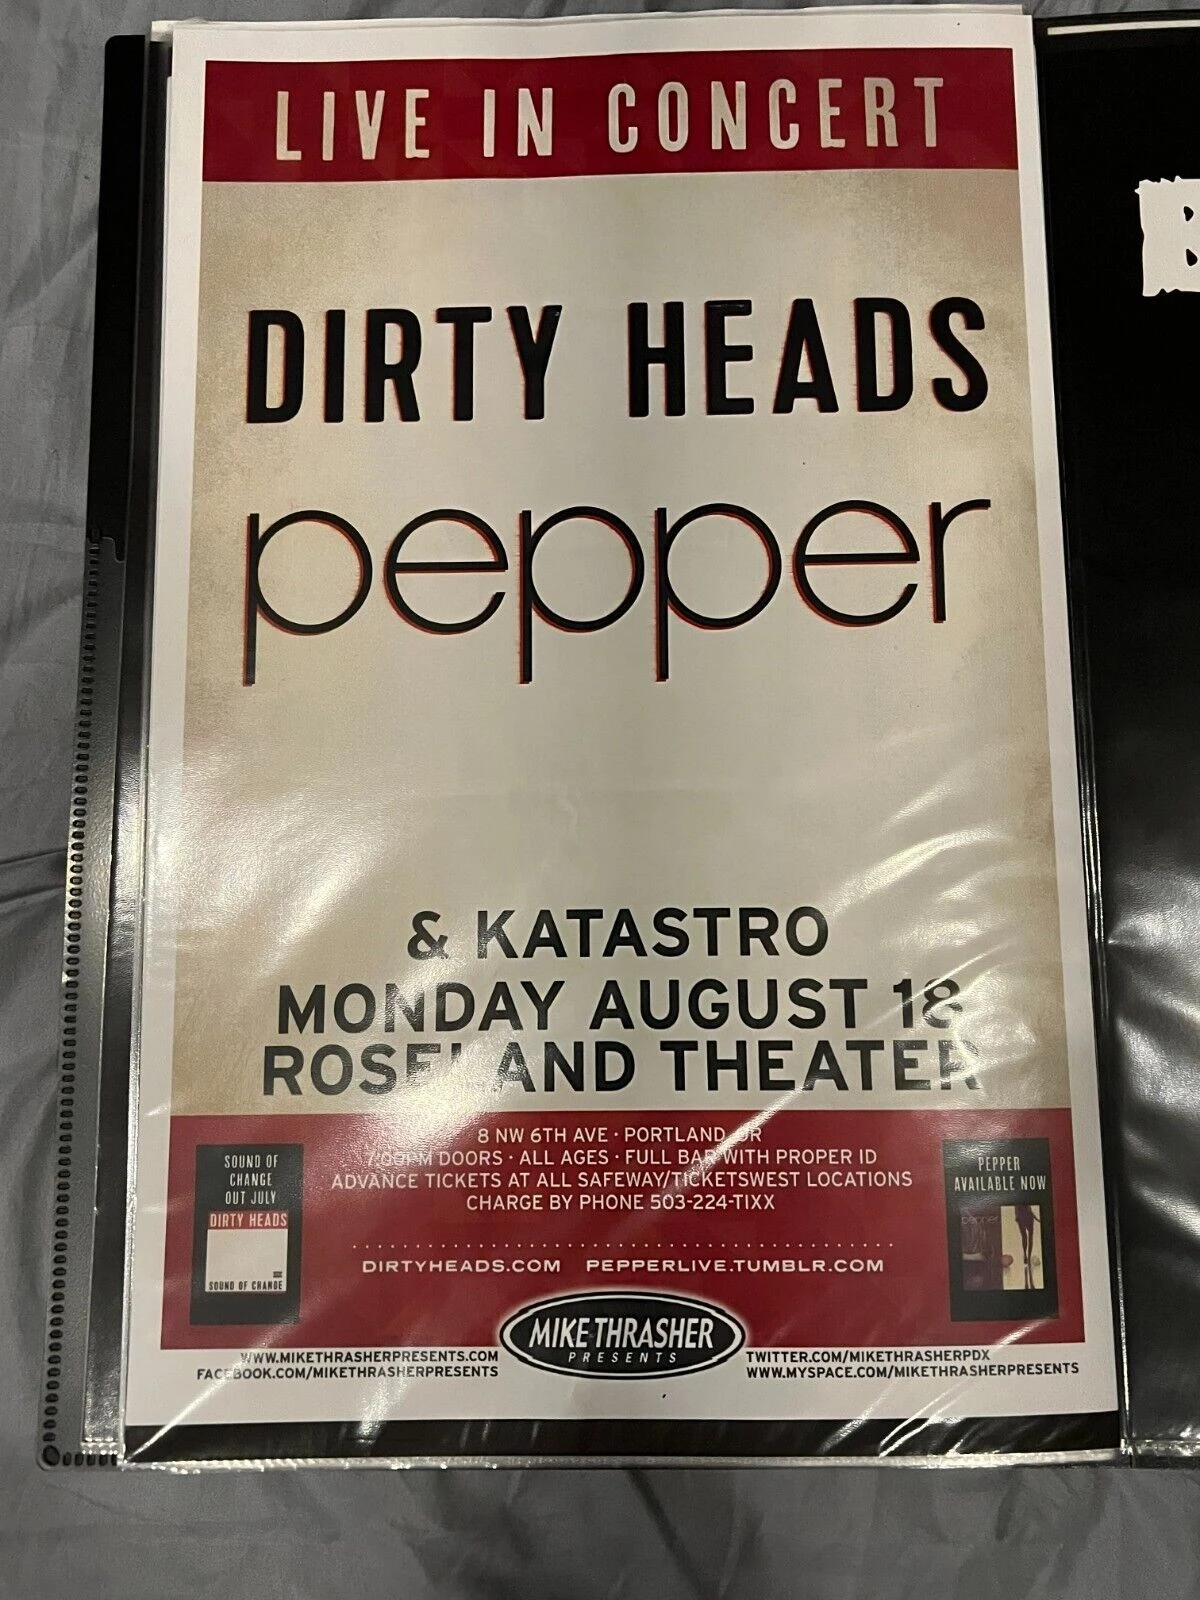 LIVE IN CONCERT
DIRTY HEADS
pepper
& KATASTRO
MONDAY AUGUST 18
ROSELAND THEATER
8 NW 6TH AVE · PORTLAND, OR
7:00PM DOORS · ALL AGES · FULL BAR WITH PROPER ID
ADVANCE TICKETS AT ALL SAFEWAY/TICKETSWEST LOCATIONS
CHARGE BY PHONE 503-224-TIXX
DIRTYHEADS.COM PEPPERLIVE.TUMBLR.COM
SOUND OF
CHANGE
OUT JULY
DIRTY HEADS
SOUND OF CHANGE
PEPPER
AVAILABLE NOW
pepper
MIKE THRASHER
PRESENTS
WWW.MIKETHRASHERPRESENTS.COM
FACEBOOK.COM/MIKETHRASHERPRESENTS
TWITTER.COM/MIKETHRASHERPDX
WWW.MYSPACE.COM/MIKETHRASHERPRESENTS